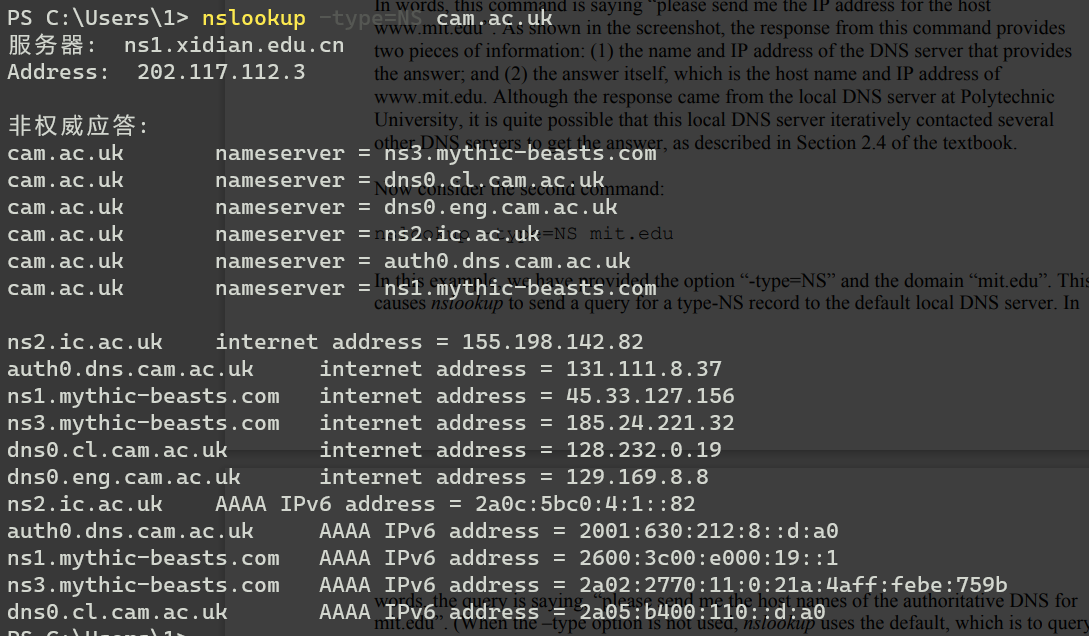 PS C:\Users\1> nslookup -type=NS cam.ac.uk
服务器:  ns1.xidian.edu.cn
Address:  202.117.112.3
非权威应答:
cam.ac.uk       nameserver = ns3.mythic-beasts.com
cam.ac.uk       nameserver = dns0.cl.cam.ac.uk
cam.ac.uk       nameserver = dns0.eng.cam.ac.uk
cam.ac.uk       nameserver = ns2.ic.ac.uk
cam.ac.uk       nameserver = auth0.dns.cam.ac.uk
cam.ac.uk       nameserver = ns1.mythic-beasts.com
ns2.ic.ac.uk    internet address = 155.198.142.82
auth0.dns.cam.ac.uk     internet address = 131.111.8.37
ns1.mythic-beasts.com   internet address = 45.33.127.156
ns3.mythic-beasts.com   internet address = 185.24.221.32
dns0.cl.cam.ac.uk       internet address = 128.232.0.19
dns0.eng.cam.ac.uk      internet address = 129.169.8.8
ns2.ic.ac.uk    AAAA IPv6 address = 2a0c:5bc0:4:1::82
auth0.dns.cam.ac.uk     AAAA IPv6 address = 2001:630:212:8::d:a0
ns1.mythic-beasts.com   AAAA IPv6 address = 2600:3c00:e000:19::1
ns3.mythic-beasts.com   AAAA IPv6 address = 2a02:2770:11:0:21a:4aff:febe:759b
dns0.cl.cam.ac.uk       AAAA IPv6 address = 2a05:b400:110::d:a0
PS C:\Users\1>
In words, this command is saying “please send me the IP address for the host
www.mit.edu”. As shown in the screenshot, the response from this command provides
two pieces of information: (1) the name and IP address of the DNS server that provides
the answer; and (2) the answer itself, which is the host name and IP address of
www.mit.edu. Although the response came from the local DNS server at Polytechnic
University, it is quite possible that this local DNS server iteratively contacted several
other DNS servers to get the answer, as described in Section 2.4 of the textbook.
Now consider the second command:
nslookup –type=NS mit.edu
In this example, we have provided the option “-type=NS” and the domain “mit.edu”. This
causes nslookup to send a query for a type-NS record to the default local DNS server. In
words, the query is saying, “please send me the host names of the authoritative DNS for
mit.edu”. (When the –type option is not used, nslookup uses the default, which is to query